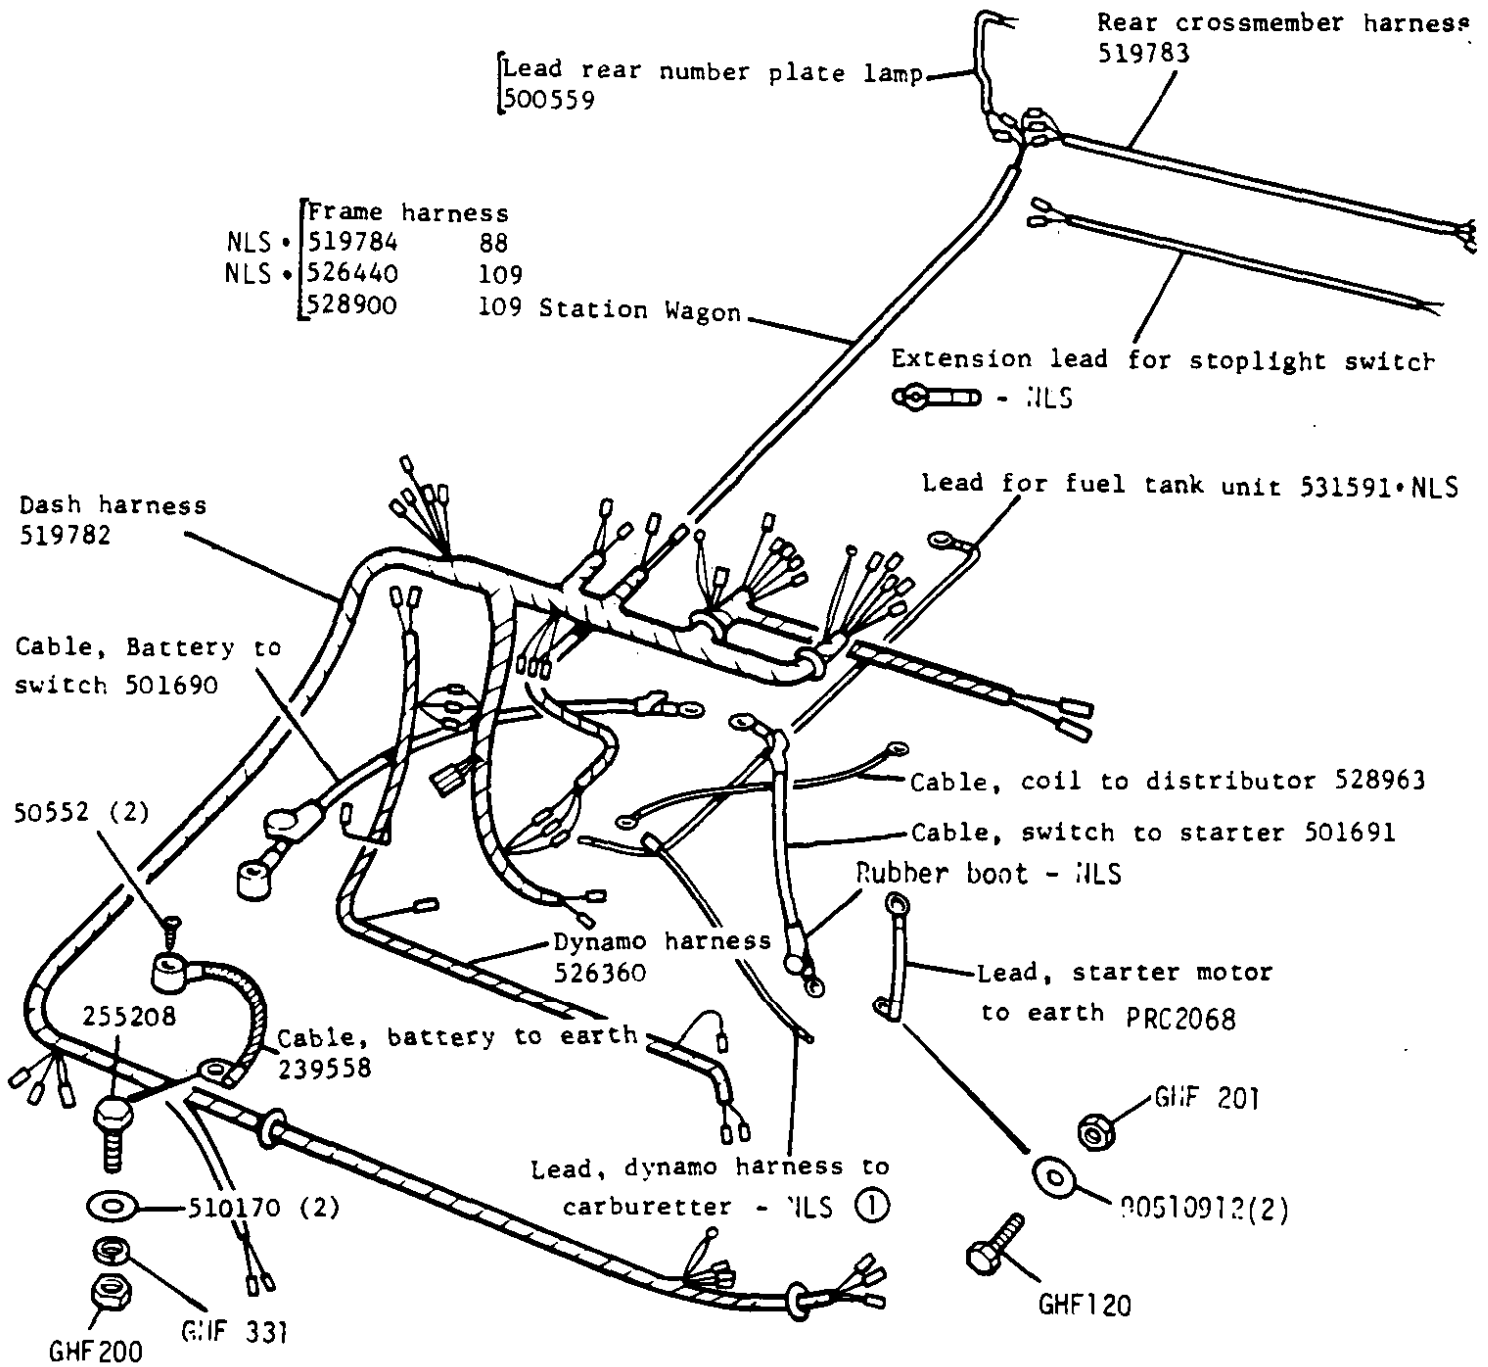 Rear crossmember harness
519783
Lead rear number plate lamp
500559
Frame harness
NLS • 519784 88
NLS • 526440 109
528900 109 Station Wagon
Extension lead for stoplight switch
- NLS
Lead for fuel tank unit 531591•NLS
Dash harness
519782
Cable, Battery to
switch 501690
50552 (2)
Cable, coil to distributor 528963
Cable, switch to starter 501691
Rubber boot - NLS
Dynamo harness
526360
Lead, starter motor
to earth PRC2068
255208
Cable, battery to earth
239558
GHF 201
Lead, dynamo harness to
carburetter - NLS ①
510170 (2)
90510912(2)
GHF120
GHF 331
GHF200